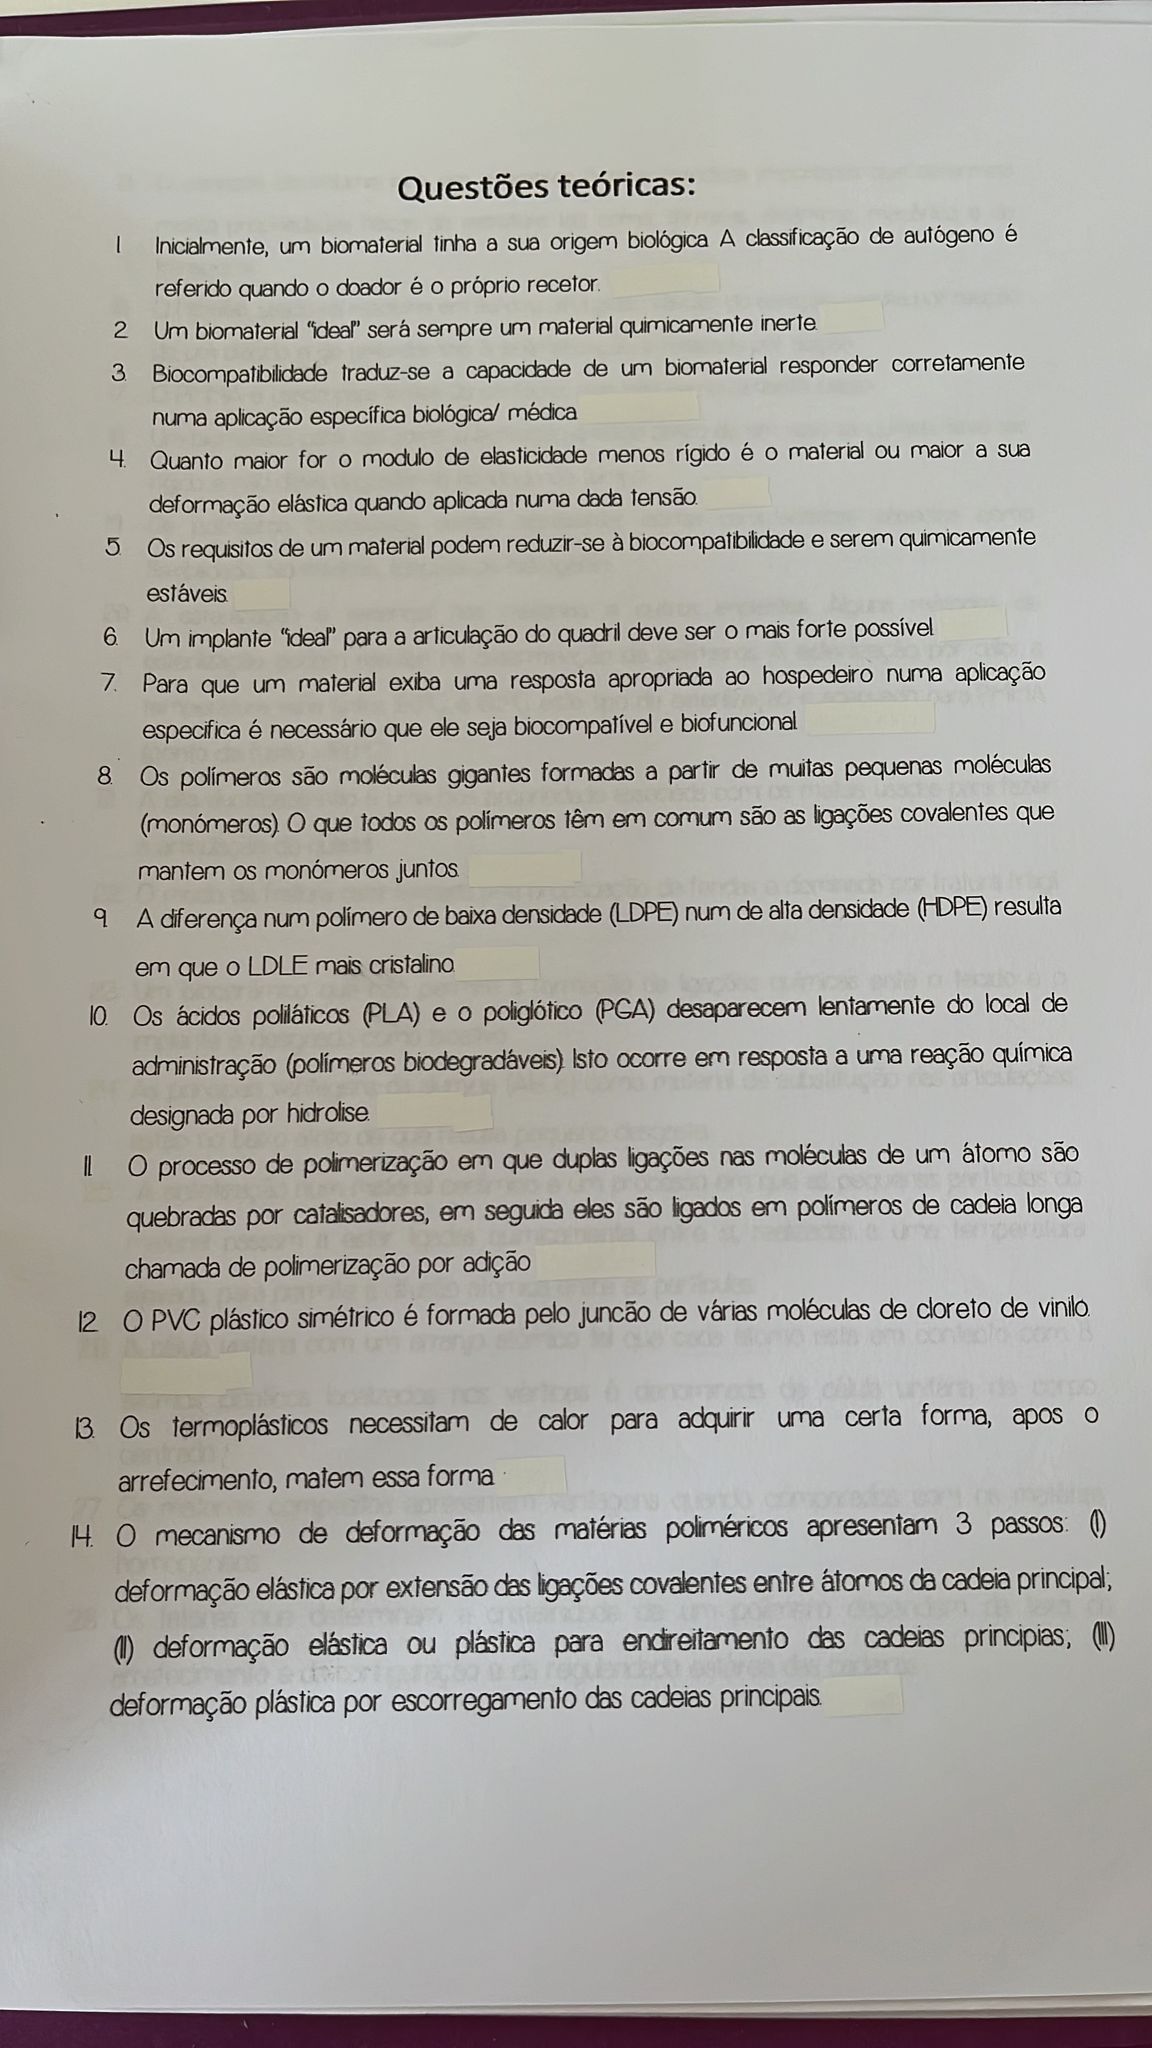 Questões teóricas:
1 Inicialmente, um biomaterial tinha a sua origem biológica A classificação de autógeno é
referido quando o doador é o próprio recetor.
2 Um biomaterial "ideal" será sempre um material quimicamente inerte.
3. Biocompatibilidade traduz-se a capacidade de um biomaterial responder corretamente
numa aplicação específica biológica/ médica
4. Quanto maior for o modulo de elasticidade menos rígido é o material ou maior a sua
deformação elástica quando aplicada numa dada tensão.
5. Os requisitos de um material podem reduzir-se à biocompatibilidade e serem quimicamente
estáveis.
6. Um implante "ideal" para a articulação do quadril deve ser o mais forte possível.
7. Para que um material exiba uma resposta apropriada ao hospedeiro numa aplicação
especifica é necessário que ele seja biocompatível e biofuncional.
8. Os polímeros são moléculas gigantes formadas a partir de muitas pequenas moléculas
(monómeros). O que todos os polímeros têm em comum são as ligações covalentes que
mantem os monómeros juntos.
9. A diferença num polímero de baixa densidade (LDPE) num de alta densidade (HDPE) resulta
em que o LDLE mais cristalino.
10. Os ácidos poliláticos (PLA) e o poliglótico (PGA) desaparecem lentamente do local de
administração (polímeros biodegradáveis). Isto ocorre em resposta a uma reação química
designada por hidrolise.
11. O processo de polimerização em que duplas ligações nas moléculas de um átomo são
quebradas por catalisadores, em seguida eles são ligados em polímeros de cadeia longa
chamada de polimerização por adição
12. O PVC plástico simétrico é formada pelo juncão de várias moléculas de cloreto de vinilo.
13. Os termoplásticos necessitam de calor para adquirir uma certa forma, apos o
arrefecimento, matem essa forma.
14. O mecanismo de deformação das matérias poliméricos apresentam 3 passos: (I)
deformação elástica por extensão das ligações covalentes entre átomos da cadeia principal;
(II) deformação elástica ou plástica para endireitamento das cadeias principias; (III)
deformação plástica por escorregamento das cadeias principais.